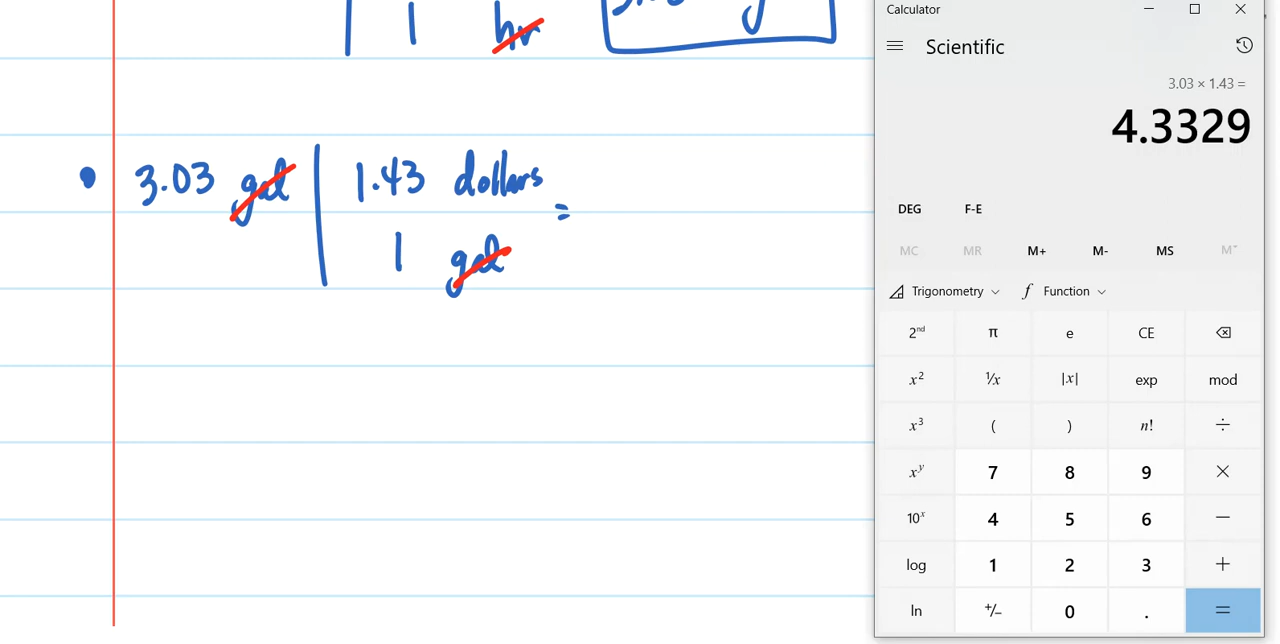 1 hr
• 3.03 gal | 1.43 dollars =
1 gal
Calculator
Scientific
3.03 × 1.43 =
4.3329
DEG F-E
MC MR M+ M- MS M˅
Trigonometry f Function
2nd π e CE
x² ¹⁄x |x| exp mod
x³ ( ) n! ÷
xʸ 7 8 9 ×
10ˣ 4 5 6 −
log 1 2 3 +
ln +/− 0 . =